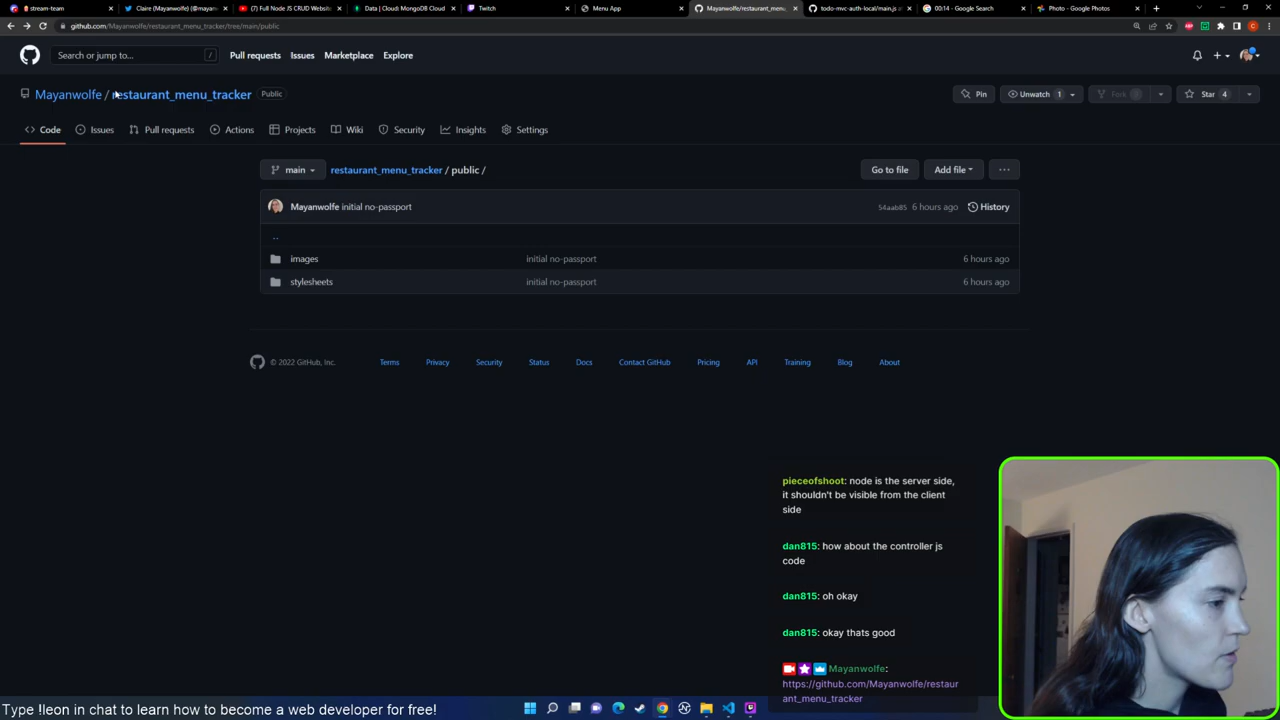 stream-team
Claire (Mayanwolfe) (@mayan
(7) Full Node JS CRUD Website
Data | Cloud: MongoDB Cloud
Twitch
Menu App
Mayanwolfe/restaurant_menu_
todo-mvc-auth-local/main.js a
00:14 - Google Search
Photo - Google Photos
github.com/Mayanwolfe/restaurant_menu_tracker/tree/main/public
Search or jump to...
/
Pull requests
Issues
Marketplace
Explore
Mayanwolfe / restaurant_menu_tracker
Public
Pin
Unwatch 1
Fork
Star 4
Code
Issues
Pull requests
Actions
Projects
Wiki
Security
Insights
Settings
main
restaurant_menu_tracker / public /
Go to file
Add file
...
Mayanwolfe initial no-passport
54aab85 6 hours ago
History
..
images
initial no-passport
6 hours ago
stylesheets
initial no-passport
6 hours ago
© 2022 GitHub, Inc.
Terms
Privacy
Security
Status
Docs
Contact GitHub
Pricing
API
Training
Blog
About
pieceofshoot: node is the server side,
it shouldn't be visible from the client
side
dan815: how about the controller js
code
dan815: oh okay
dan815: okay thats good
Mayanwolfe:
https://github.com/Mayanwolfe/restaur
ant_menu_tracker
Type !leon in chat to learn how to become a web developer for free!